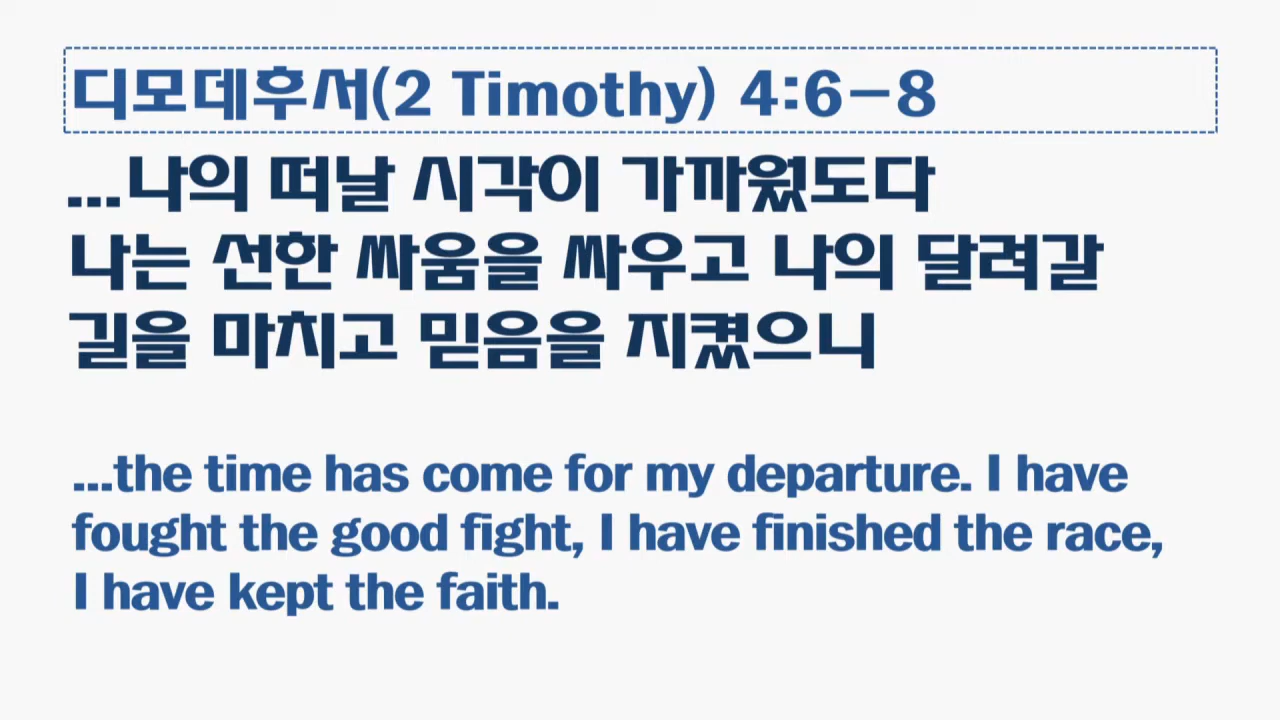 디모데후서(2 Timothy) 4:6-8
...나의 떠날 시각이 가까웠도다
나는 선한 싸움을 싸우고 나의 달려갈
길을 마치고 믿음을 지켰으니
...the time has come for my departure. I have
fought the good fight, I have finished the race,
I have kept the faith.